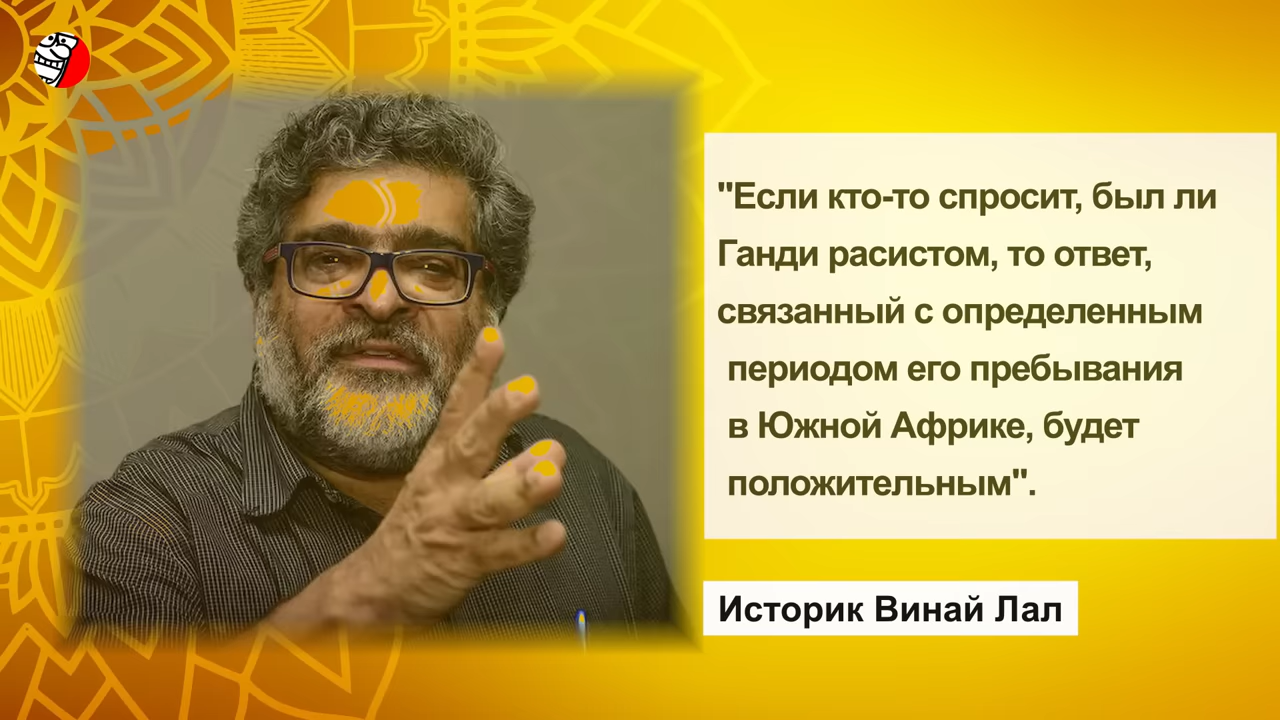 "Если кто-то спросит, был ли
Ганди расистом, то ответ,
связанный с определенным
периодом его пребывания
в Южной Африке, будет
положительным".
Историк Винай Лал